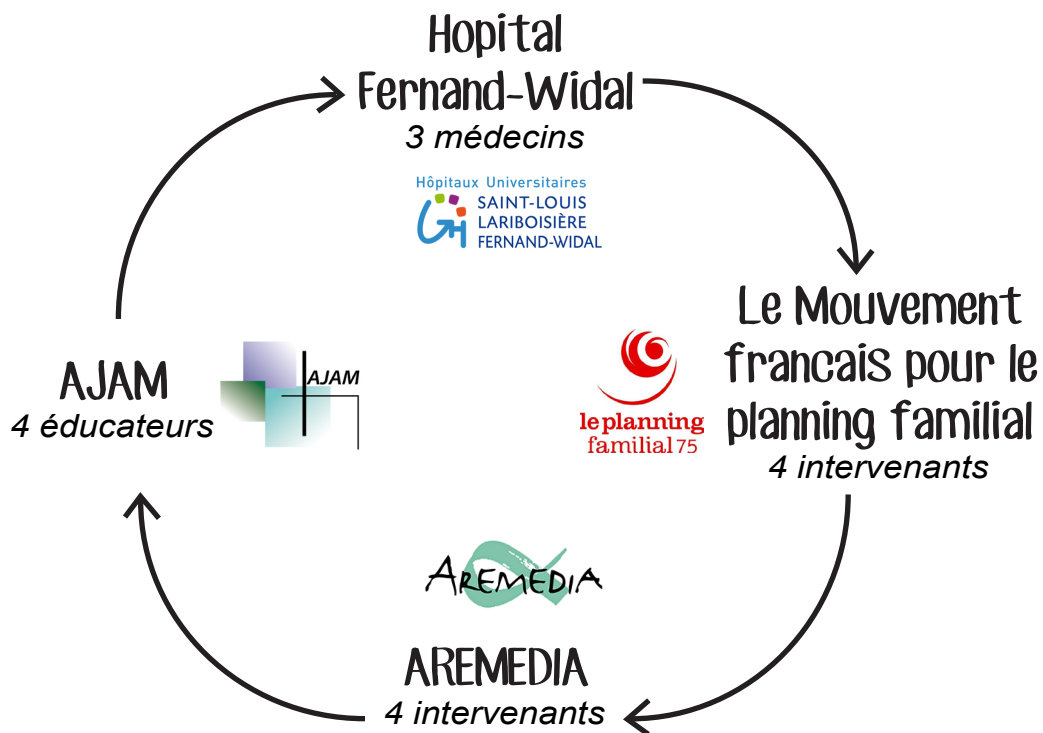 Hopital
Fernand-Widal
3 médecins
Hôpitaux Universitaires
SAINT-LOUIS
LARIBOISIÈRE
FERNAND-WIDAL
Le Mouvement
francais pour le
planning familial
4 intervenants
le planning
familial 75
AREMEDIA
AREMEDIA
4 intervenants
AJAM
4 éducateurs
AJAM